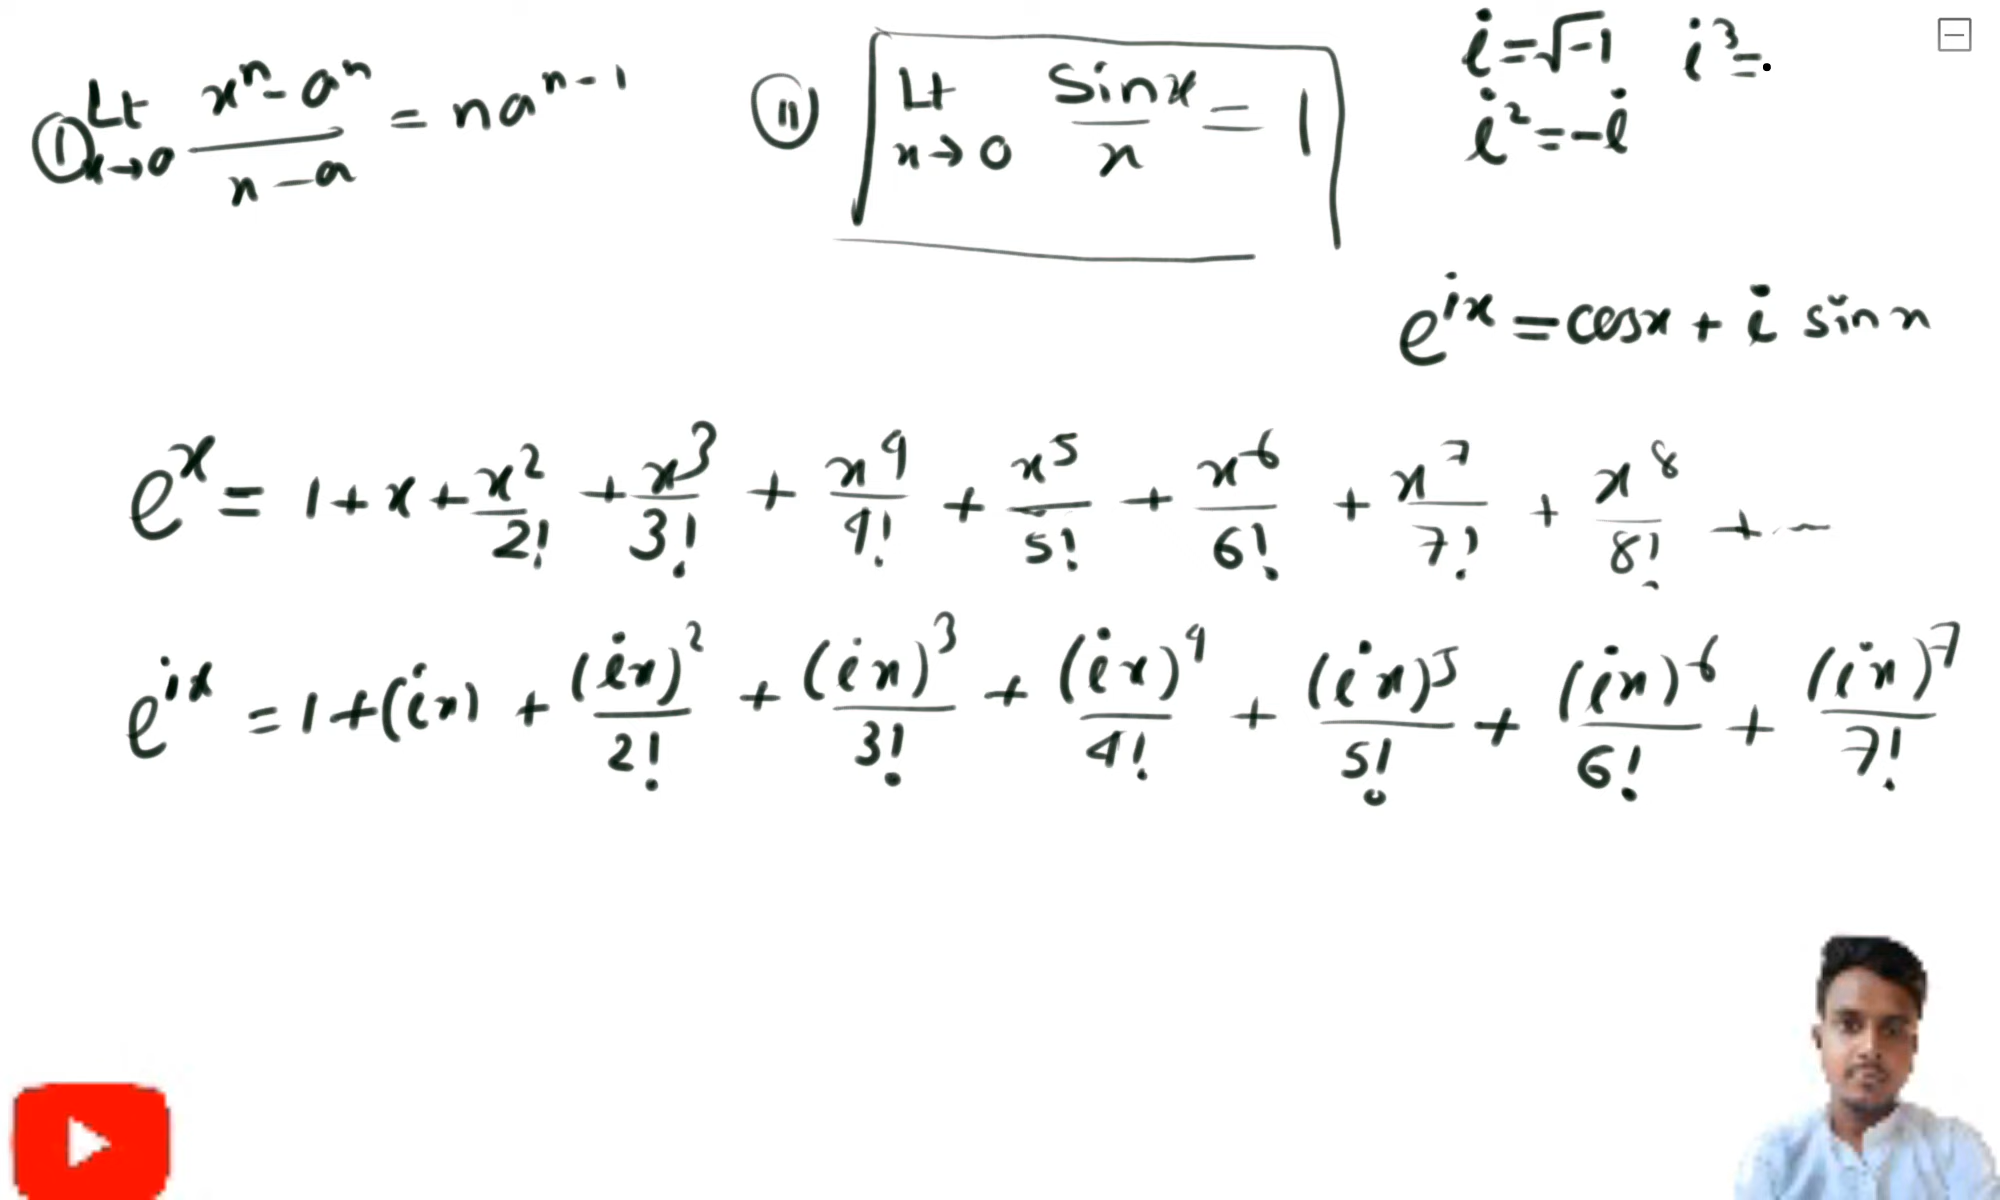 ① Lt x→0 (xⁿ - aⁿ)/(x - a) = naⁿ⁻¹
⑪ Lt x→0 Sinx/x = 1
i = √-1 i³ =
i² = -i
e^ix = cosx + i sinx
e^x = 1 + x + x²/2! + x³/3! + x⁴/4! + x⁵/5! + x⁶/6! + x⁷/7! + x⁸/8! + ...
e^ix = 1 + (ix) + (ix)²/2! + (ix)³/3! + (ix)⁴/4! + (ix)⁵/5! + (ix)⁶/6! + (ix)⁷/7!